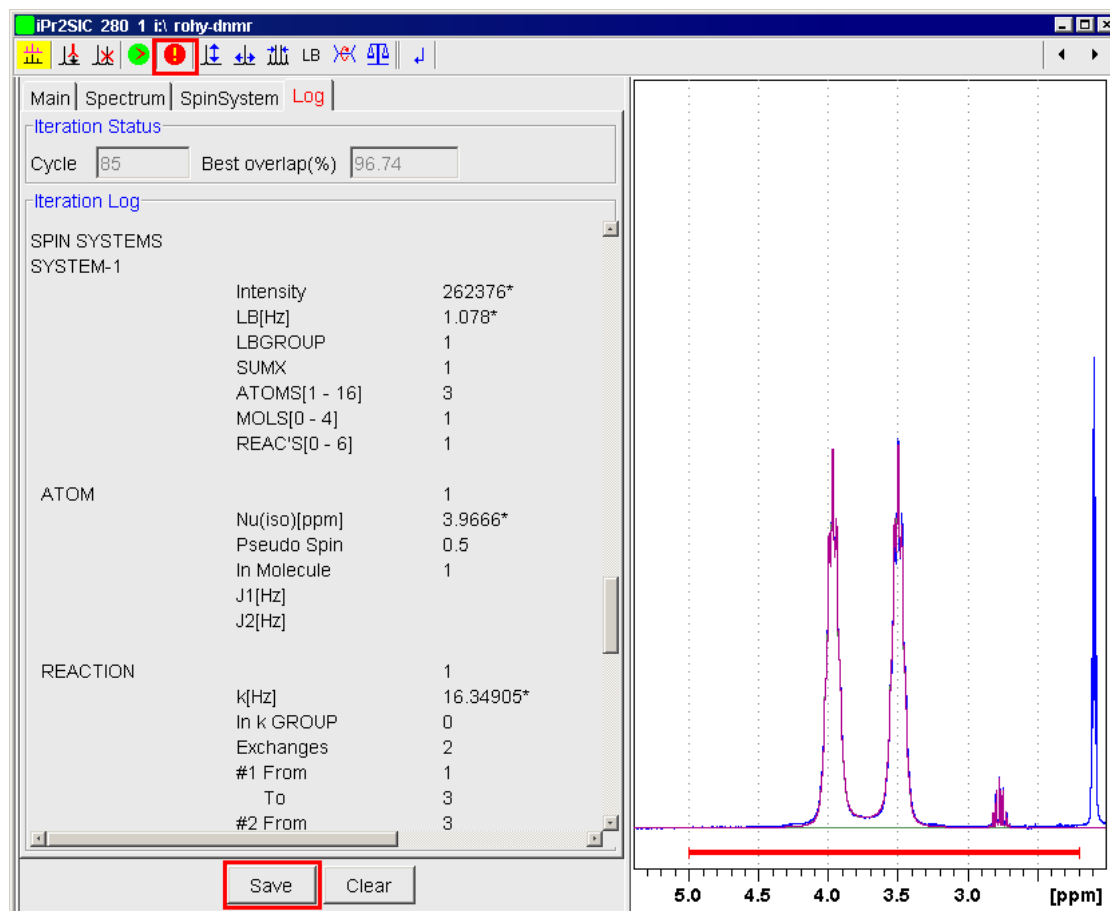 iPr2SIC 280 1 i:\ rohy-dnmr
LB
Main Spectrum SpinSystem Log
Iteration Status
Cycle 85 Best overlap(%) 96.74
Iteration Log
SPIN SYSTEMS
SYSTEM-1
Intensity 262376*
LB[Hz] 1.078*
LBGROUP 1
SUMX 1
ATOMS[1 - 16] 3
MOLS[0 - 4] 1
REAC'S[0 - 6] 1
ATOM 1
Nu(iso)[ppm] 3.9666*
Pseudo Spin 0.5
In Molecule 1
J1[Hz]
J2[Hz]
REACTION 1
k[Hz] 16.34905*
In k GROUP 0
Exchanges 2
#1 From 1
To 3
#2 From 3
Save Clear
5.0 4.5 4.0 3.5 3.0 [ppm]